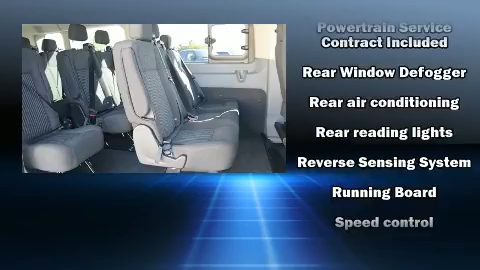 Powertrain Service
Contract Included
Rear Window Defogger
Rear air conditioning
Rear reading lights
Reverse Sensing System
Running Board
Speed control